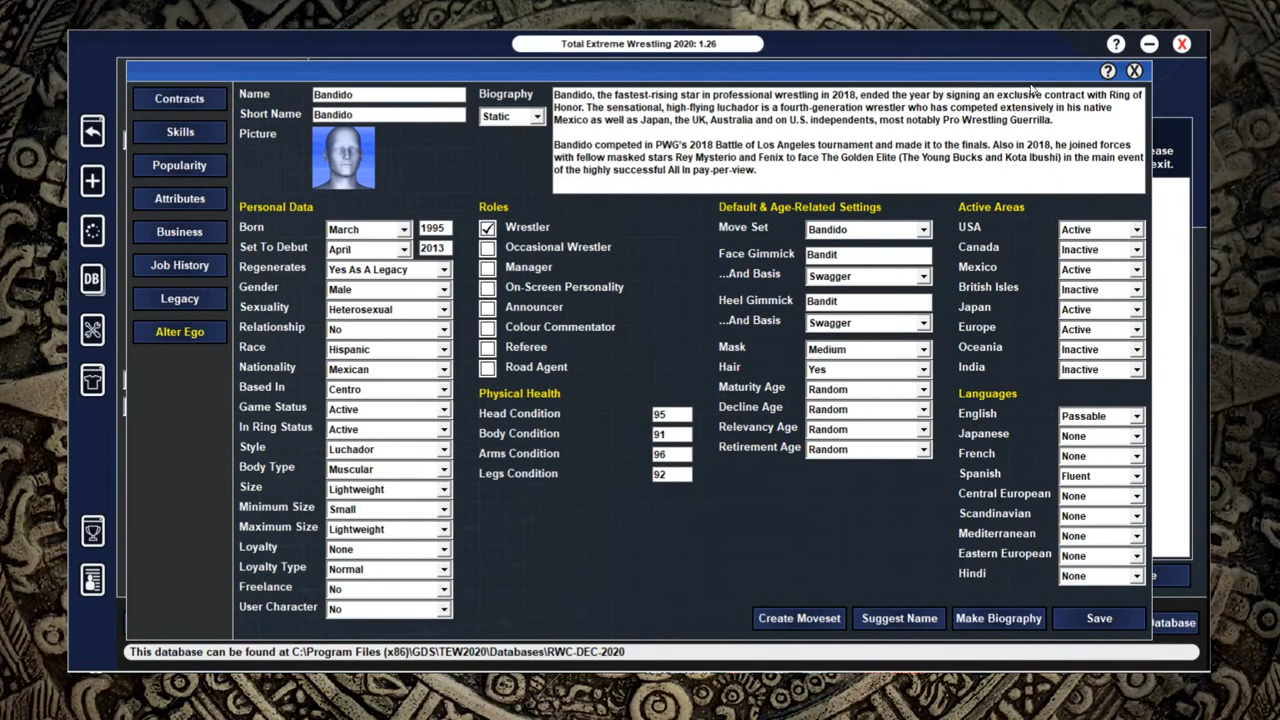 Total Extreme Wrestling 2020: 1.26
?
X
?
X
Contracts
Skills
Popularity
Attributes
Business
Job History
Legacy
Alter Ego
DB
Name
Bandido
Short Name
Bandido
Picture
Biography
Static
Bandido, the fastest-rising star in professional wrestling in 2018, ended the year by signing an exclusive contract with Ring of
Honor. The sensational, high-flying luchador is a fourth-generation wrestler who has competed extensively in his native
Mexico as well as Japan, the UK, Australia and on U.S. independents, most notably Pro Wrestling Guerrilla.
Bandido competed in PWG's 2018 Battle of Los Angeles tournament and made it to the finals. Also in 2018, he joined forces
with fellow masked stars Rey Mysterio and Fenix to face The Golden Elite (The Young Bucks and Kota Ibushi) in the main event
of the highly successful All In pay-per-view.
Personal Data
Born March 1995
Set To Debut April 2013
Regenerates Yes As A Legacy
Gender Male
Sexuality Heterosexual
Relationship No
Race Hispanic
Nationality Mexican
Based In Centro
Game Status Active
In Ring Status Active
Style Luchador
Body Type Muscular
Size Lightweight
Minimum Size Small
Maximum Size Lightweight
Loyalty None
Loyalty Type Normal
Freelance No
User Character No
Roles
Wrestler
Occasional Wrestler
Manager
On-Screen Personality
Announcer
Colour Commentator
Referee
Road Agent
Physical Health
Head Condition 95
Body Condition 91
Arms Condition 96
Legs Condition 92
Default & Age-Related Settings
Move Set Bandido
Face Gimmick Bandit
...And Basis Swagger
Heel Gimmick Bandit
...And Basis Swagger
Mask Medium
Hair Yes
Maturity Age Random
Decline Age Random
Relevancy Age Random
Retirement Age Random
Active Areas
USA Active
Canada Inactive
Mexico Active
British Isles Inactive
Japan Active
Europe Active
Oceania Inactive
India Inactive
Languages
English Passable
Japanese None
French None
Spanish Fluent
Central European None
Scandinavian None
Mediterranean None
Eastern European None
Hindi None
Create Moveset
Suggest Name
Make Biography
Save
ease
exit.
e
Database
This database can be found at C:\Program Files (x86)\GDS\TEW2020\Databases\RWC-DEC-2020